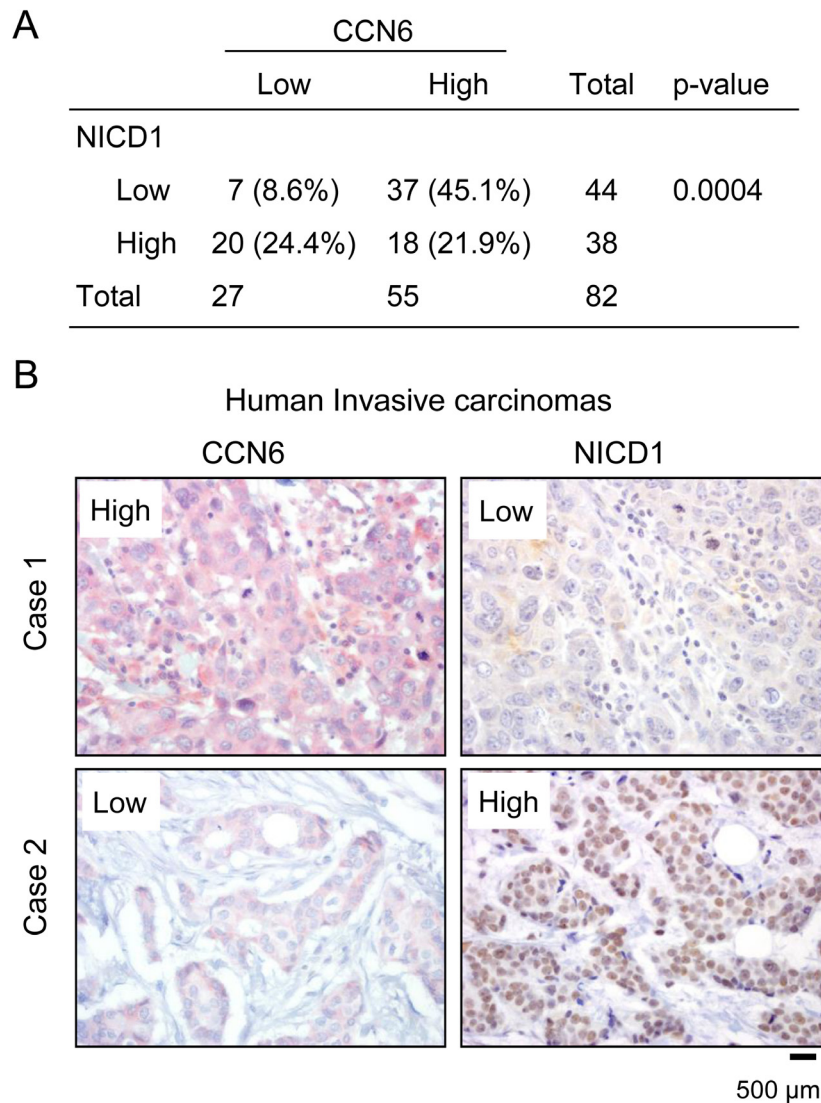 A
CCN6
Low High Total p-value
NICD1
Low 7 (8.6%) 37 (45.1%) 44 0.0004
High 20 (24.4%) 18 (21.9%) 38
Total 27 55 82
B
Human Invasive carcinomas
CCN6 NICD1
Case 1
High Low
Case 2
Low High
500 µm